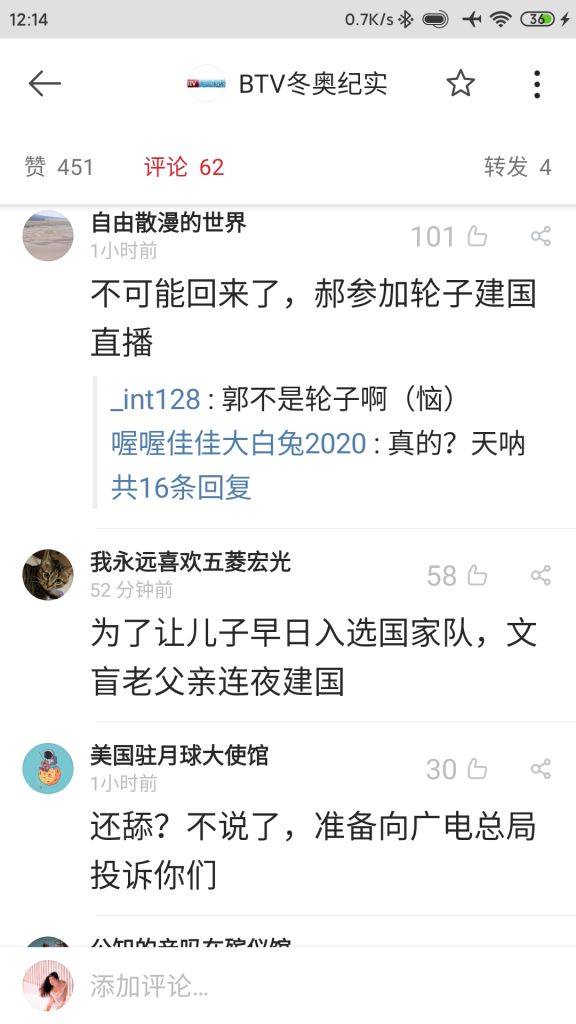 12:14
0.7K/s
36
BTV冬奥纪实
赞 451
评论 62
转发 4
自由散漫的世界
101
1小时前
不可能回来了，郝参加轮子建国
直播
_int128 : 郭不是轮子啊（恼）
喔喔佳佳大白兔2020 : 真的？天呐
共16条回复
我永远喜欢五菱宏光
58
52 分钟前
为了让儿子早日入选国家队，文
盲老父亲连夜建国
美国驻月球大使馆
30
1小时前
还舔？不说了，准备向广电总局
投诉你们
添加评论...